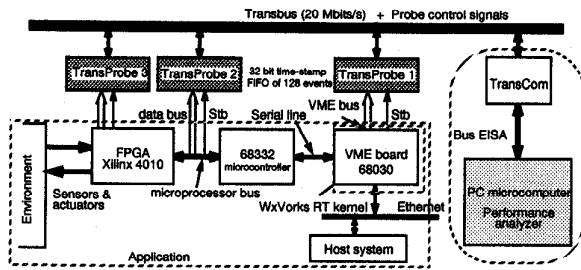 Transbus (20 Mbits/s) + Probe control signals
TransProbe 3
TransProbe 2
32 bit time-stamp
FIFO of 128 events
TransProbe 1
TransCom
data bus
Stb
VME bus
Stb
Serial line
Bus EISA
Environment
FPGA
Xilinx 4010
68332
microcontroller
VME board
68030
Sensors &
actuators
microprocessor bus
WxVorks RT kernel
Ethernet
PC microcomputer
Performance
analyzer
Host system
Application